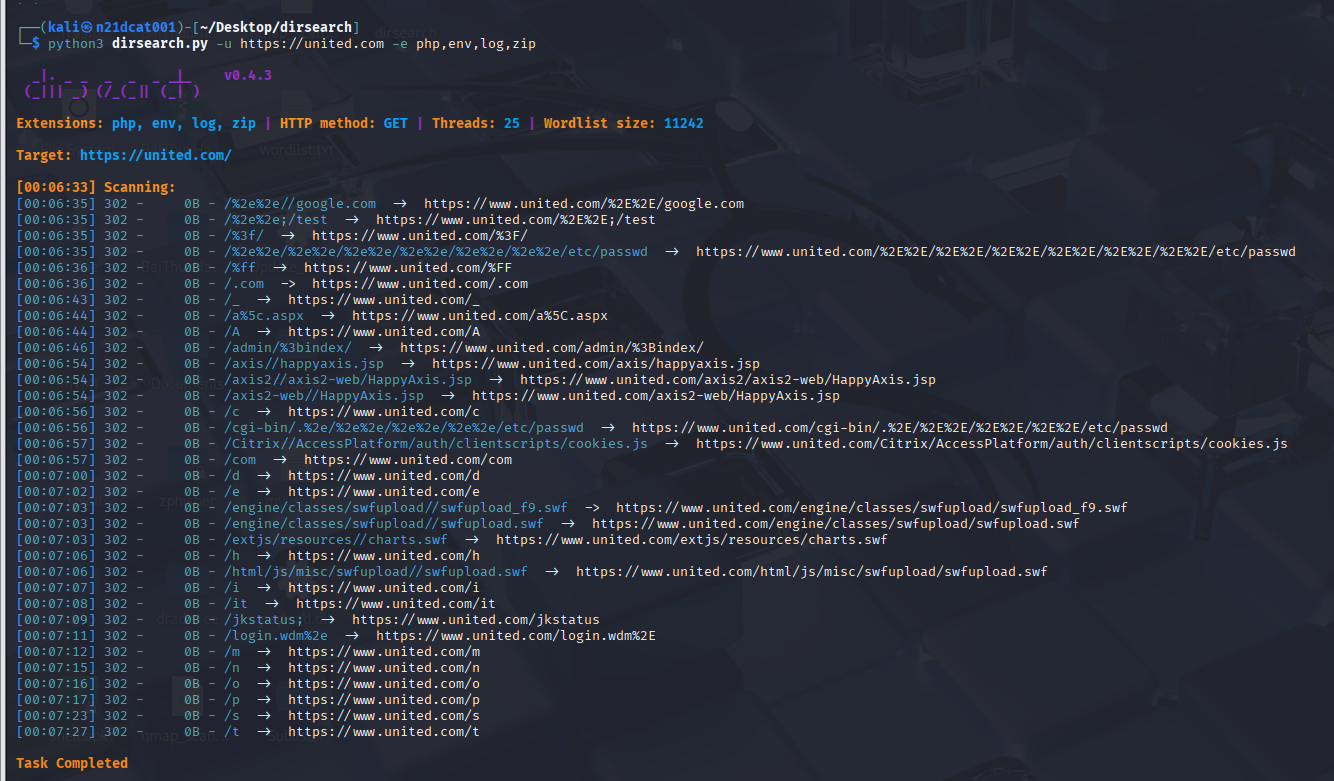 ┌──(kali㉿n21dcat001)-[~/Desktop/dirsearch]
└─$ python3 dirsearch.py -u https://united.com -e php,env,log,zip
_|. _ _  _  _  _ _|_    v0.4.3
(_||| _) (/_(_|| (_| )
Extensions: php, env, log, zip | HTTP method: GET | Threads: 25 | Wordlist size: 11242
Target: https://united.com/
[00:06:33] Scanning:
[00:06:35] 302 -     0B - /%2e%2e//google.com  ->  https://www.united.com/%2E%2E/google.com
[00:06:35] 302 -     0B - /%2e%2e;/test  ->  https://www.united.com/%2E%2E;/test
[00:06:35] 302 -     0B - /%3f/  ->  https://www.united.com/%3F/
[00:06:35] 302 -     0B - /%2e%2e/%2e%2e/%2e%2e/%2e%2e/%2e%2e/%2e%2e/etc/passwd  ->  https://www.united.com/%2E%2E/%2E%2E/%2E%2E/%2E%2E/%2E%2E/%2E%2E/etc/passwd
[00:06:36] 302 -     0B - /%ff  ->  https://www.united.com/%FF
[00:06:36] 302 -     0B - /.com  ->  https://www.united.com/.com
[00:06:43] 302 -     0B - /_  ->  https://www.united.com/_
[00:06:44] 302 -     0B - /a%5c.aspx  ->  https://www.united.com/a%5C.aspx
[00:06:44] 302 -     0B - /A  ->  https://www.united.com/A
[00:06:46] 302 -     0B - /admin/%3bindex/  ->  https://www.united.com/admin/%3Bindex/
[00:06:54] 302 -     0B - /axis//happyaxis.jsp  ->  https://www.united.com/axis/happyaxis.jsp
[00:06:54] 302 -     0B - /axis2//axis2-web/HappyAxis.jsp  ->  https://www.united.com/axis2/axis2-web/HappyAxis.jsp
[00:06:54] 302 -     0B - /axis2-web//HappyAxis.jsp  ->  https://www.united.com/axis2-web/HappyAxis.jsp
[00:06:56] 302 -     0B - /c  ->  https://www.united.com/c
[00:06:56] 302 -     0B - /cgi-bin/.%2e/%2e%2e/%2e%2e/%2e%2e/etc/passwd  ->  https://www.united.com/cgi-bin/.%2E/%2E%2E/%2E%2E/%2E%2E/etc/passwd
[00:06:57] 302 -     0B - /Citrix//AccessPlatform/auth/clientscripts/cookies.js  ->  https://www.united.com/Citrix/AccessPlatform/auth/clientscripts/cookies.js
[00:06:57] 302 -     0B - /com  ->  https://www.united.com/com
[00:07:00] 302 -     0B - /d  ->  https://www.united.com/d
[00:07:02] 302 -     0B - /e  ->  https://www.united.com/e
[00:07:03] 302 -     0B - /engine/classes/swfupload//swfupload_f9.swf  ->  https://www.united.com/engine/classes/swfupload/swfupload_f9.swf
[00:07:03] 302 -     0B - /engine/classes/swfupload//swfupload.swf  ->  https://www.united.com/engine/classes/swfupload/swfupload.swf
[00:07:03] 302 -     0B - /extjs/resources//charts.swf  ->  https://www.united.com/extjs/resources/charts.swf
[00:07:06] 302 -     0B - /h  ->  https://www.united.com/h
[00:07:06] 302 -     0B - /html/js/misc/swfupload//swfupload.swf  ->  https://www.united.com/html/js/misc/swfupload/swfupload.swf
[00:07:07] 302 -     0B - /i  ->  https://www.united.com/i
[00:07:08] 302 -     0B - /it  ->  https://www.united.com/it
[00:07:09] 302 -     0B - /jkstatus;  ->  https://www.united.com/jkstatus
[00:07:11] 302 -     0B - /login.wdm%2e  ->  https://www.united.com/login.wdm%2E
[00:07:12] 302 -     0B - /m  ->  https://www.united.com/m
[00:07:15] 302 -     0B - /n  ->  https://www.united.com/n
[00:07:16] 302 -     0B - /o  ->  https://www.united.com/o
[00:07:17] 302 -     0B - /p  ->  https://www.united.com/p
[00:07:23] 302 -     0B - /s  ->  https://www.united.com/s
[00:07:27] 302 -     0B - /t  ->  https://www.united.com/t
Task Completed